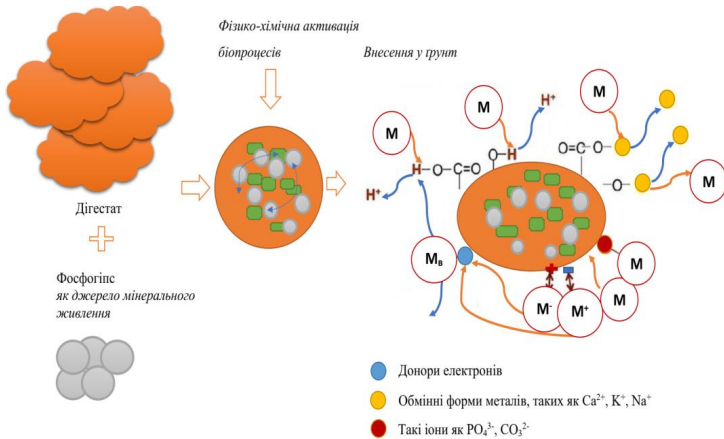 Фізико-хімічна активація
біопроцесів
Внесення у ґрунт
Дігестат
Фосфогіпс
як джерело мінерального
живлення
M
M
M
M
H⁺
H⁺
H–O–C=O
O–H
O=C–O–
–O–
M
Mв
M
M
M⁻
M⁺
Донори електронів
Обмінні форми металів, таких як Ca²⁺, K⁺, Na⁺
Такі іони як PO₄³⁻, CO₃²⁻